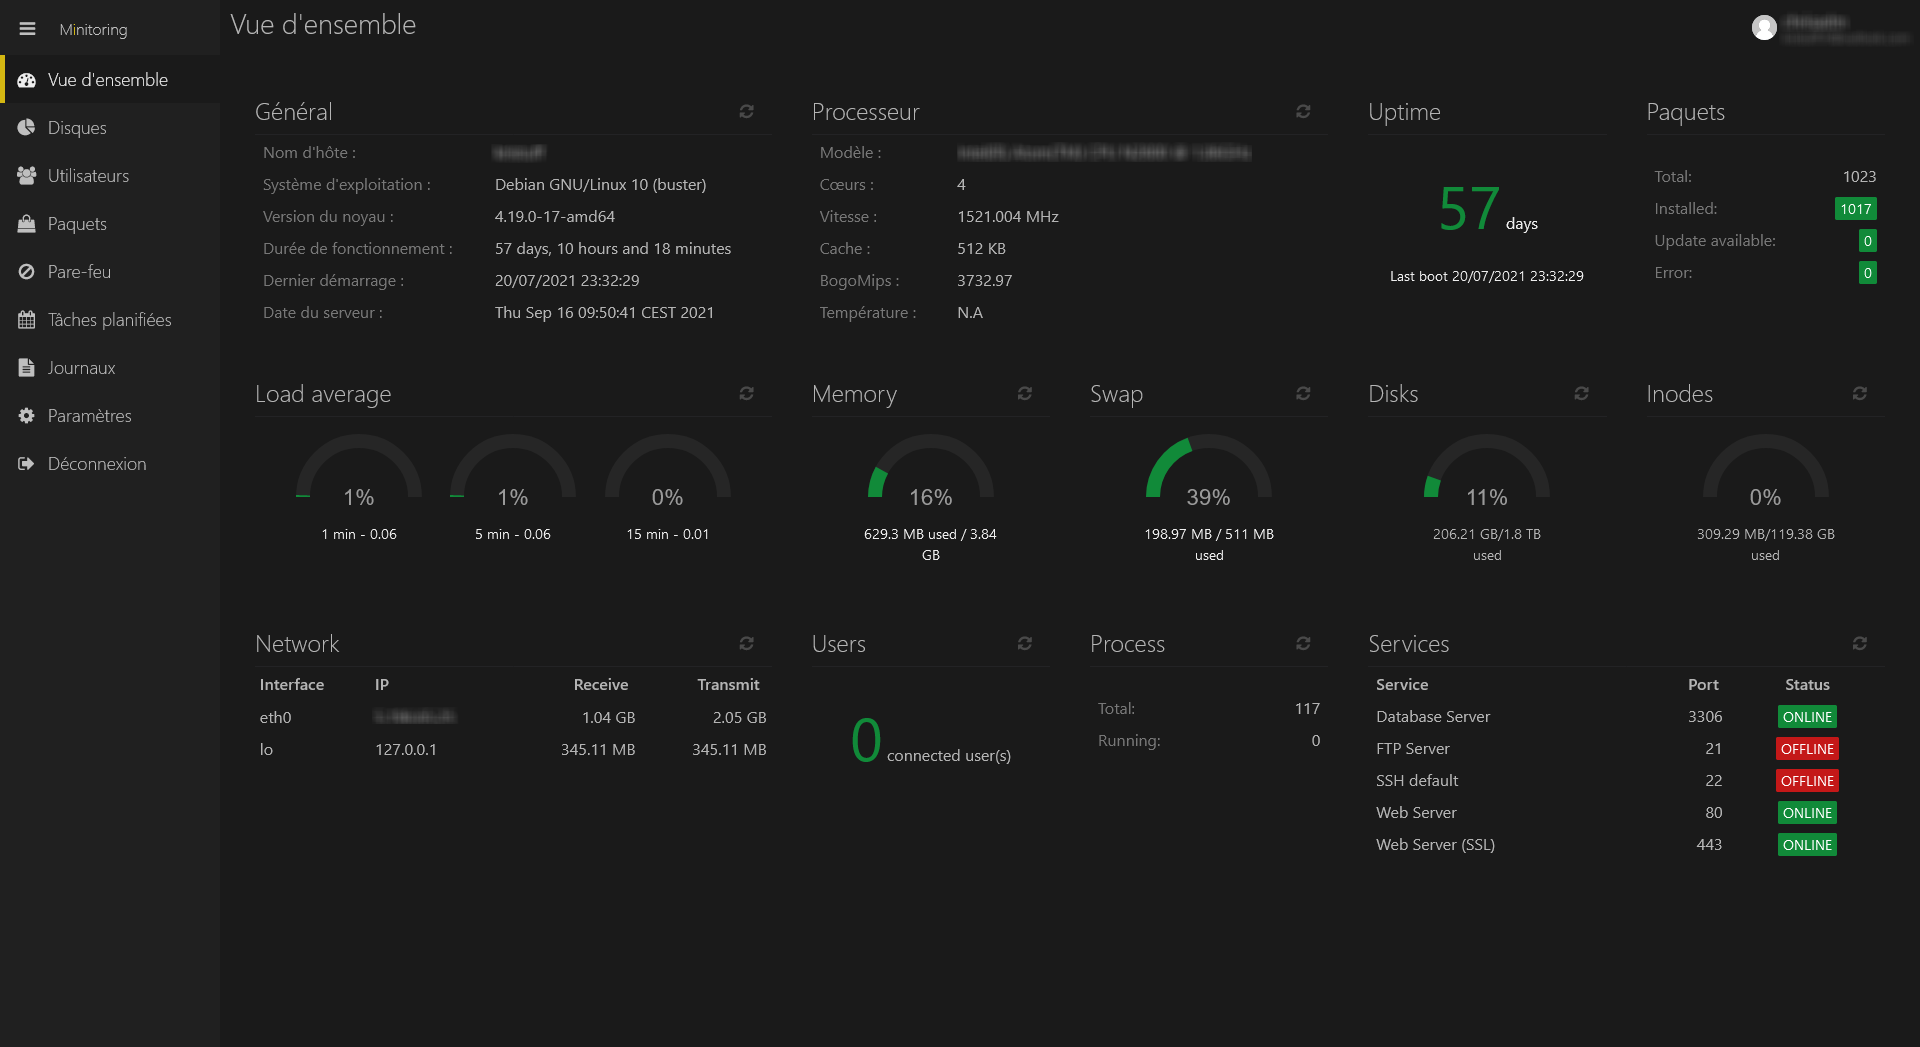 Minitoring
Vue d'ensemble
Vue d'ensemble
Disques
Utilisateurs
Paquets
Pare-feu
Tâches planifiées
Journaux
Paramètres
Déconnexion
Général
Nom d'hôte :
Système d'exploitation : Debian GNU/Linux 10 (buster)
Version du noyau : 4.19.0-17-amd64
Durée de fonctionnement : 57 days, 10 hours and 18 minutes
Dernier démarrage : 20/07/2021 23:32:29
Date du serveur : Thu Sep 16 09:50:41 CEST 2021
Processeur
Modèle :
Cœurs : 4
Vitesse : 1521.004 MHz
Cache : 512 KB
BogoMips : 3732.97
Température : N.A
Uptime
57 days
Last boot 20/07/2021 23:32:29
Paquets
Total: 1023
Installed: 1017
Update available: 0
Error: 0
Load average
1% 1% 0%
1 min - 0.06 5 min - 0.06 15 min - 0.01
Memory
16%
629.3 MB used / 3.84
GB
Swap
39%
198.97 MB / 511 MB
used
Disks
11%
206.21 GB/1.8 TB
used
Inodes
0%
309.29 MB/119.38 GB
used
Network
Interface IP Receive Transmit
eth0 1.04 GB 2.05 GB
lo 127.0.0.1 345.11 MB 345.11 MB
Users
0 connected user(s)
Process
Total: 117
Running: 0
Services
Service Port Status
Database Server 3306 ONLINE
FTP Server 21 OFFLINE
SSH default 22 OFFLINE
Web Server 80 ONLINE
Web Server (SSL) 443 ONLINE